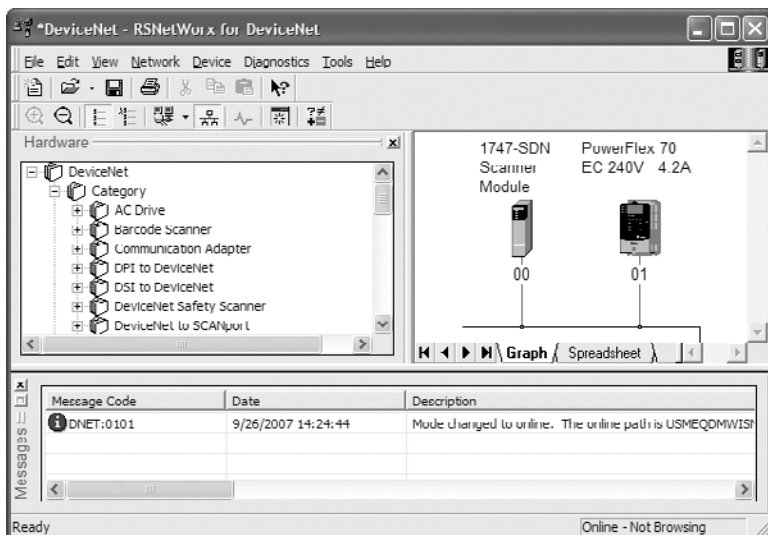 *DeviceNet - RSNetWorx for DeviceNet
File Edit View Network Device Diagnostics Tools Help
Hardware
DeviceNet
Category
AC Drive
Barcode Scanner
Communication Adapter
DPI to DeviceNet
DSI to DeviceNet
DeviceNet Safety Scanner
DeviceNet to SCANport
1747-SDN
Scanner
Module
00
PowerFlex 70
EC 240V 4.2A
01
Graph Spreadsheet
Messages
Message Code Date Description
DNET:0101 9/26/2007 14:24:44 Mode changed to online. The online path is USMEQDMWISN
Ready Online - Not Browsing